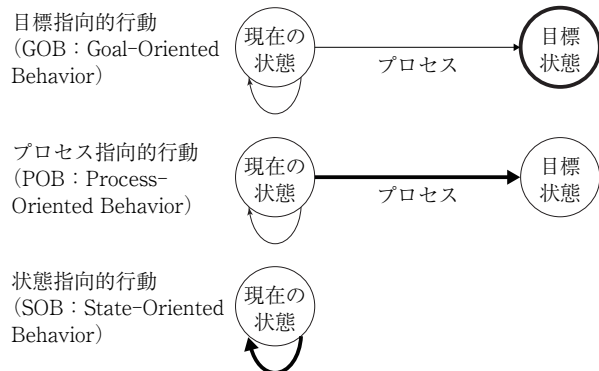 目標指向的行動
(GOB：Goal-Oriented
Behavior)
現在の
状態
プロセス
目標
状態
プロセス指向的行動
(POB：Process-
Oriented Behavior)
現在の
状態
プロセス
目標
状態
状態指向的行動
(SOB：State-Oriented
Behavior)
現在の
状態